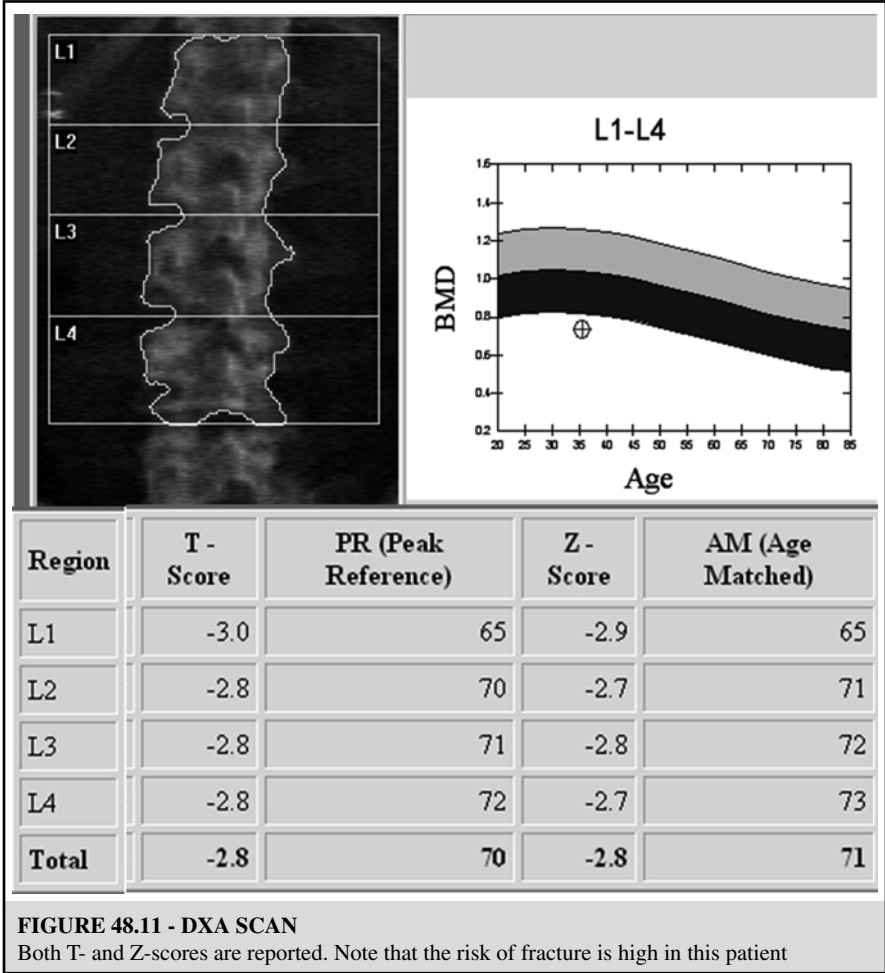 L1
L2
L3
L4
L1-L4
BMD
1.6
1.4
1.2
1.0
0.8
0.6
0.4
0.2
20 25 30 35 40 45 50 55 60 65 70 75 80 85
Age
Region T - Score PR (Peak Reference) Z - Score AM (Age Matched)
L1 -3.0 65 -2.9 65
L2 -2.8 70 -2.7 71
L3 -2.8 71 -2.8 72
L4 -2.8 72 -2.7 73
Total -2.8 70 -2.8 71
FIGURE 48.11 - DXA SCAN
Both T- and Z-scores are reported. Note that the risk of fracture is high in this patient